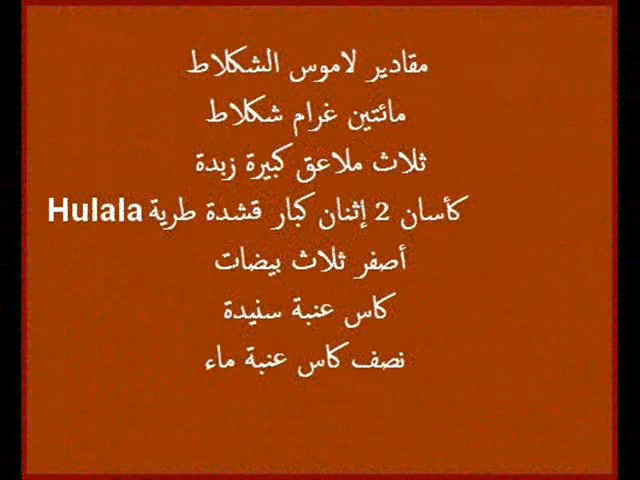 مقادير لاموس الشكلاط
مائتين غرام شكلاط
ثلاث ملاعق كبيرة زبدة
كأسان 2 إثنان كبار قشدة طرية Hulala
أصفر ثلاث بيضات
كاس عنبة سنيدة
نصف كاس عنبة ماء